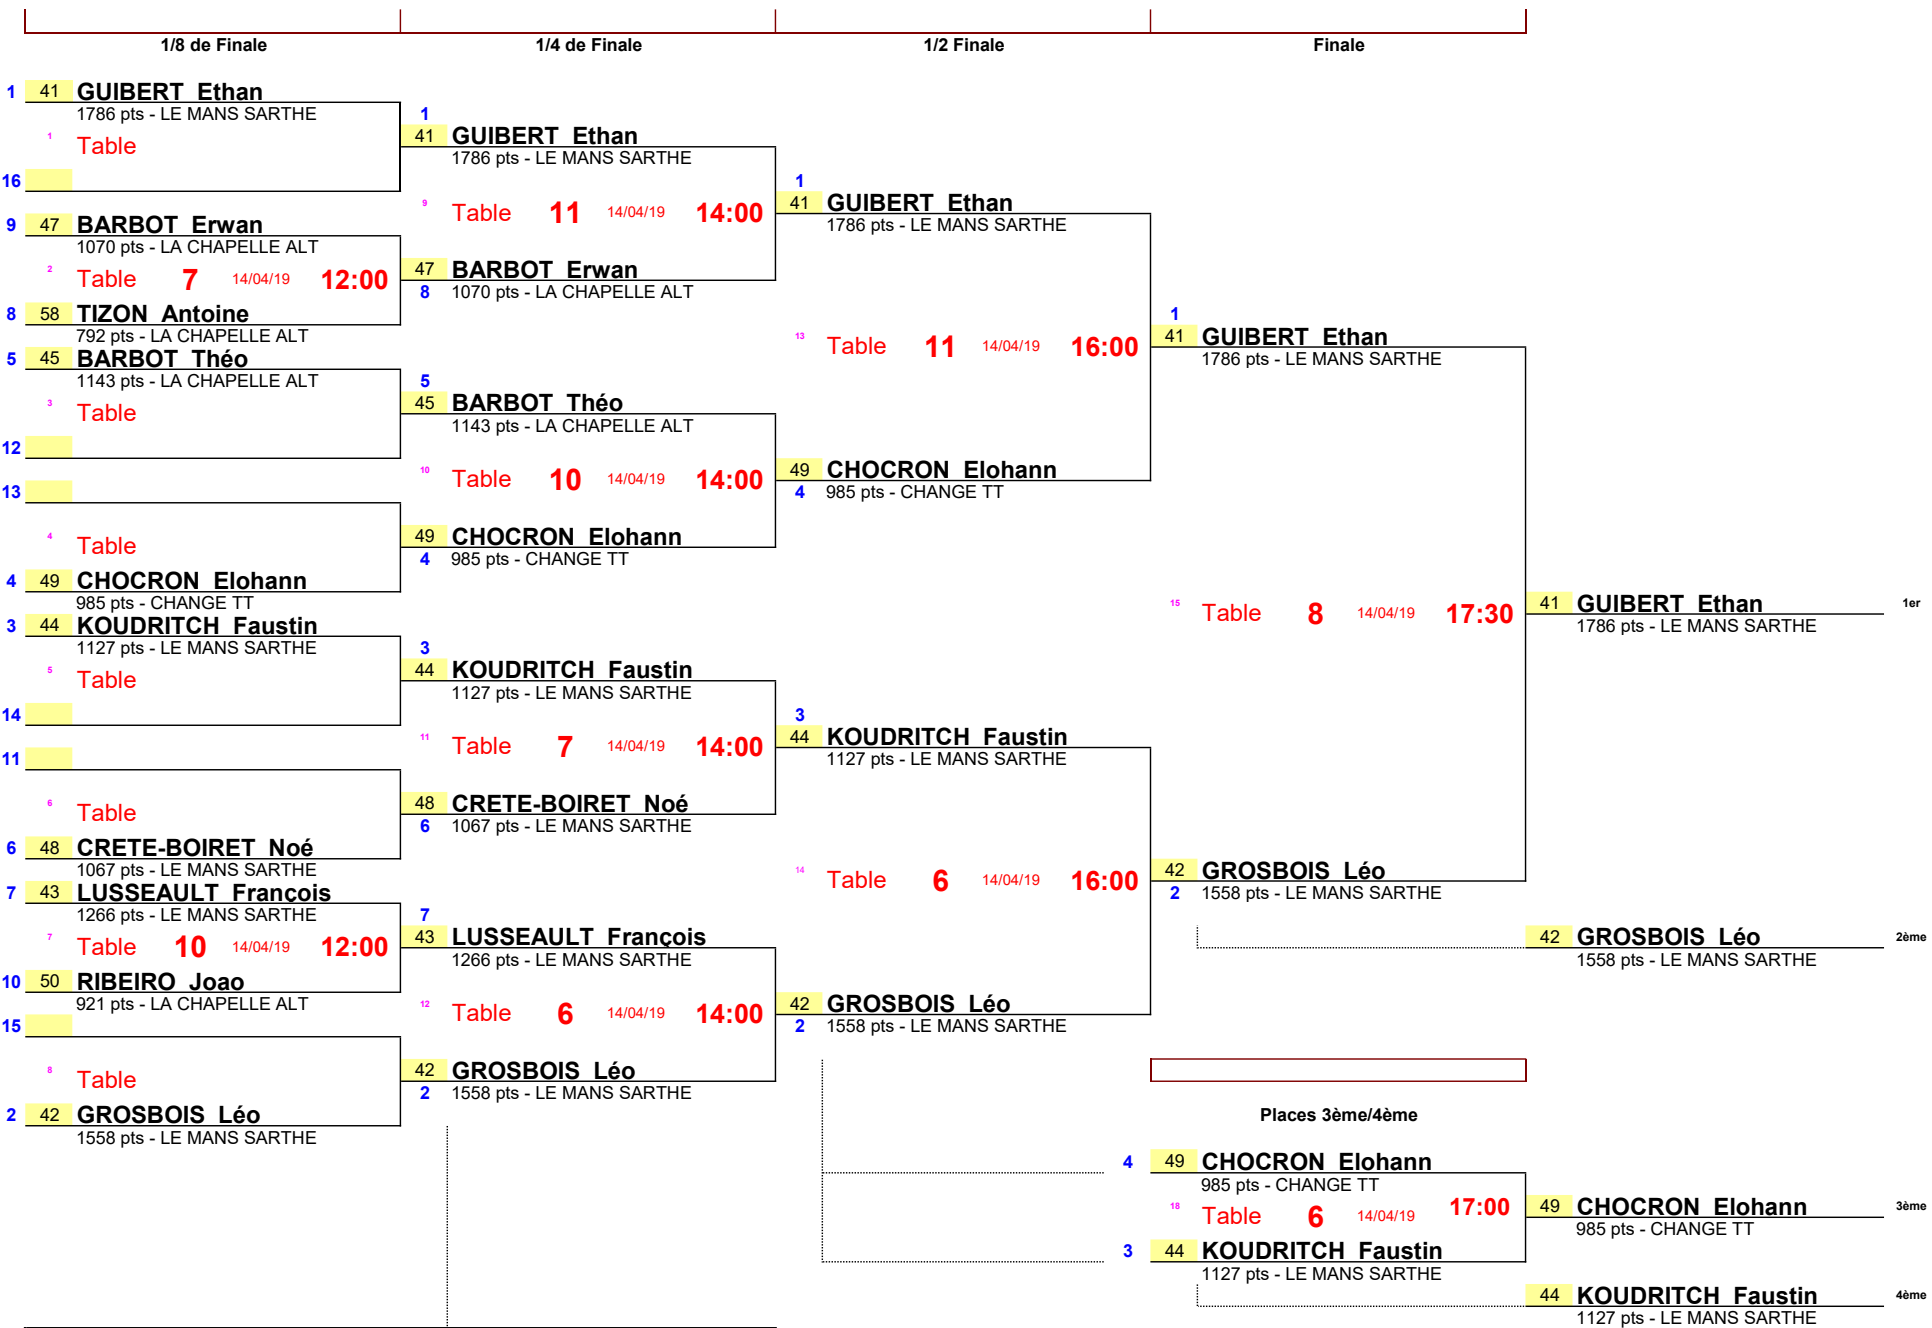 1/8 de Finale
1/4 de Finale
1/2 Finale
Finale
1 41 GUIBERT Ethan
1786 pts - LE MANS SARTHE
1 Table
16
9 47 BARBOT Erwan
1070 pts - LA CHAPELLE ALT
2 Table 7 14/04/19 12:00
8 58 TIZON Antoine
792 pts - LA CHAPELLE ALT
5 45 BARBOT Théo
1143 pts - LA CHAPELLE ALT
3 Table
12
13
4 Table
4 49 CHOCRON Elohann
985 pts - CHANGE TT
3 44 KOUDRITCH Faustin
1127 pts - LE MANS SARTHE
5 Table
14
11
6 Table
6 48 CRETE-BOIRET Noé
1067 pts - LE MANS SARTHE
7 43 LUSSEAULT François
1266 pts - LE MANS SARTHE
7 Table 10 14/04/19 12:00
10 50 RIBEIRO Joao
921 pts - LA CHAPELLE ALT
15
8 Table
2 42 GROSBOIS Léo
1558 pts - LE MANS SARTHE
1
41 GUIBERT Ethan
1786 pts - LE MANS SARTHE
9 Table 11 14/04/19 14:00
47 BARBOT Erwan
8 1070 pts - LA CHAPELLE ALT
5
45 BARBOT Théo
1143 pts - LA CHAPELLE ALT
10 Table 10 14/04/19 14:00
49 CHOCRON Elohann
4 985 pts - CHANGE TT
3
44 KOUDRITCH Faustin
1127 pts - LE MANS SARTHE
11 Table 7 14/04/19 14:00
48 CRETE-BOIRET Noé
6 1067 pts - LE MANS SARTHE
7
43 LUSSEAULT François
1266 pts - LE MANS SARTHE
12 Table 6 14/04/19 14:00
42 GROSBOIS Léo
2 1558 pts - LE MANS SARTHE
1
41 GUIBERT Ethan
1786 pts - LE MANS SARTHE
13 Table 11 14/04/19 16:00
49 CHOCRON Elohann
4 985 pts - CHANGE TT
3
44 KOUDRITCH Faustin
1127 pts - LE MANS SARTHE
14 Table 6 14/04/19 16:00
42 GROSBOIS Léo
2 1558 pts - LE MANS SARTHE
1
41 GUIBERT Ethan
1786 pts - LE MANS SARTHE
15 Table 8 14/04/19 17:30
42 GROSBOIS Léo
2 1558 pts - LE MANS SARTHE
41 GUIBERT Ethan 1er
1786 pts - LE MANS SARTHE
42 GROSBOIS Léo 2ème
1558 pts - LE MANS SARTHE
Places 3ème/4ème
4 49 CHOCRON Elohann
985 pts - CHANGE TT
18 Table 6 14/04/19 17:00
3 44 KOUDRITCH Faustin
1127 pts - LE MANS SARTHE
49 CHOCRON Elohann 3ème
985 pts - CHANGE TT
44 KOUDRITCH Faustin 4ème
1127 pts - LE MANS SARTHE